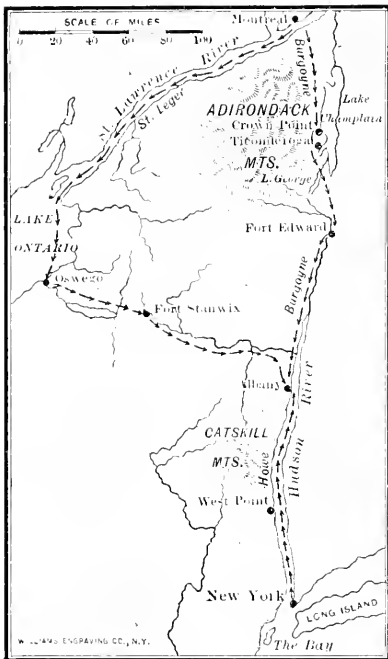 SCALE OF MILES
0 20 40 60 100
Montreal
Burgoyne
St. Lawrence River
St. Leger
ADIRONDACK
MTS.
Lake Champlain
Crown Point
Ticonderoga
L. George
LAKE
ONTARIO
Fort Edward
Oswego
Fort Stanwix
Burgoyne
Albany
Hudson River
CATSKILL
MTS.
Howe
West Point
New York
LONG ISLAND
WILLIAMS ENGRAVING CO., N.Y.
The Bay